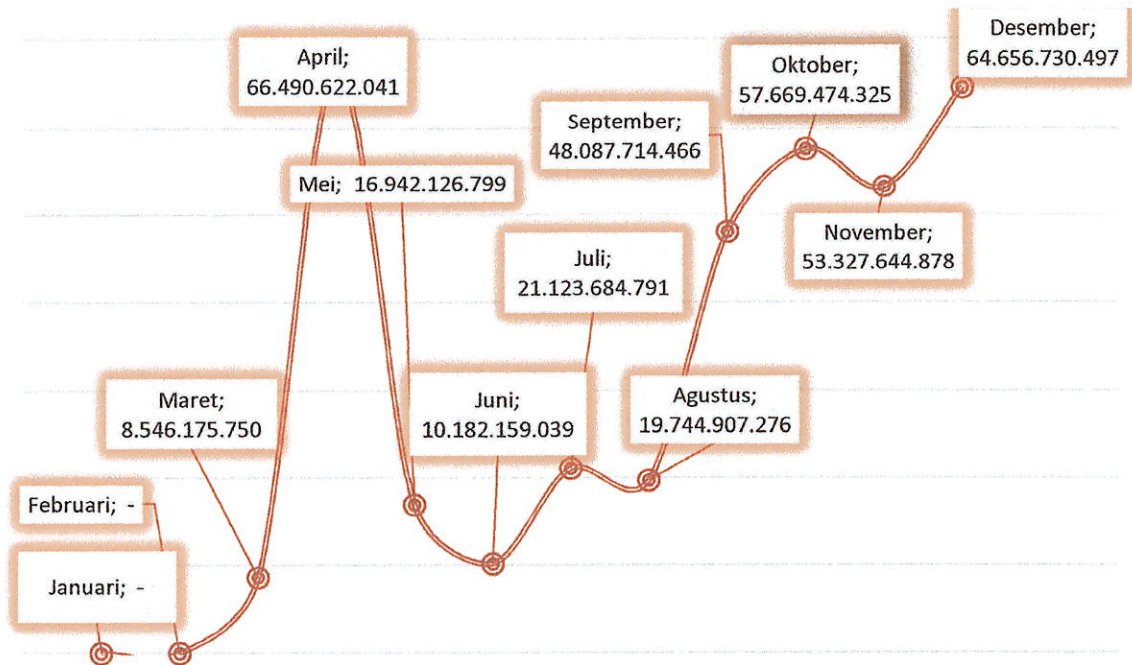 Januari;  -
Februari;  -
Maret;
8.546.175.750
April;
66.490.622.041
Mei;  16.942.126.799
Juni;
10.182.159.039
Juli;
21.123.684.791
Agustus;
19.744.907.276
September;
48.087.714.466
Oktober;
57.669.474.325
November;
53.327.644.878
Desember;
64.656.730.497